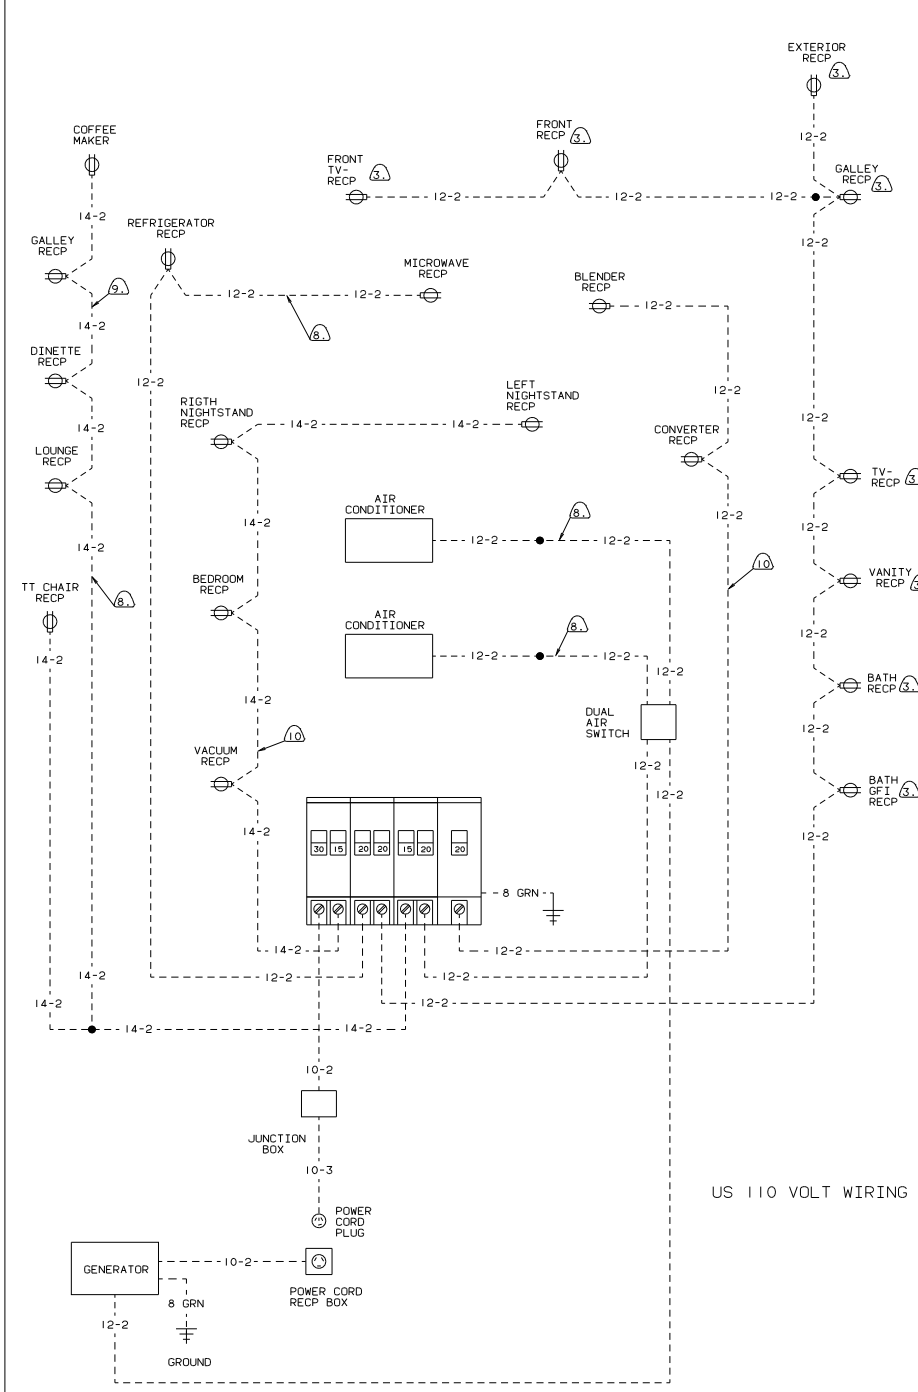 EXTERIOR
RECP
3.
12-2
COFFEE
MAKER
FRONT
RECP
3.
FRONT
TV-
RECP
3.
GALLEY
RECP
3.
12-2
12-2
12-2
14-2
REFRIGERATOR
RECP
GALLEY
RECP
12-2
MICROWAVE
RECP
BLENDER
RECP
9.
12-2
12-2
12-2
14-2
8.
DINETTE
RECP
12-2
12-2
LEFT
NIGHTSTAND
RECP
RIGTH
NIGHTSTAND
RECP
12-2
14-2
14-2
14-2
CONVERTER
RECP
LOUNGE
RECP
TV-
RECP
3
AIR
CONDITIONER
8.
12-2
14-2
12-2
12-2
12-2
14-2
10
TT CHAIR
RECP
BEDROOM
RECP
VANITY
RECP
3
8.
AIR
CONDITIONER
8.
12-2
14-2
12-2
12-2
12-2
BATH
RECP
3.
14-2
DUAL
AIR
SWITCH
10
12-2
VACUUM
RECP
12-2
BATH
GFI
RECP
3.
12-2
14-2
12-2
30
15
20
20
15
20
20
8 GRN
14-2
12-2
14-2
12-2
12-2
14-2
12-2
14-2
14-2
10-2
JUNCTION
BOX
10-3
US 110 VOLT WIRING
POWER
CORD
PLUG
GENERATOR
10-2
POWER CORD
RECP BOX
8 GRN
12-2
GROUND